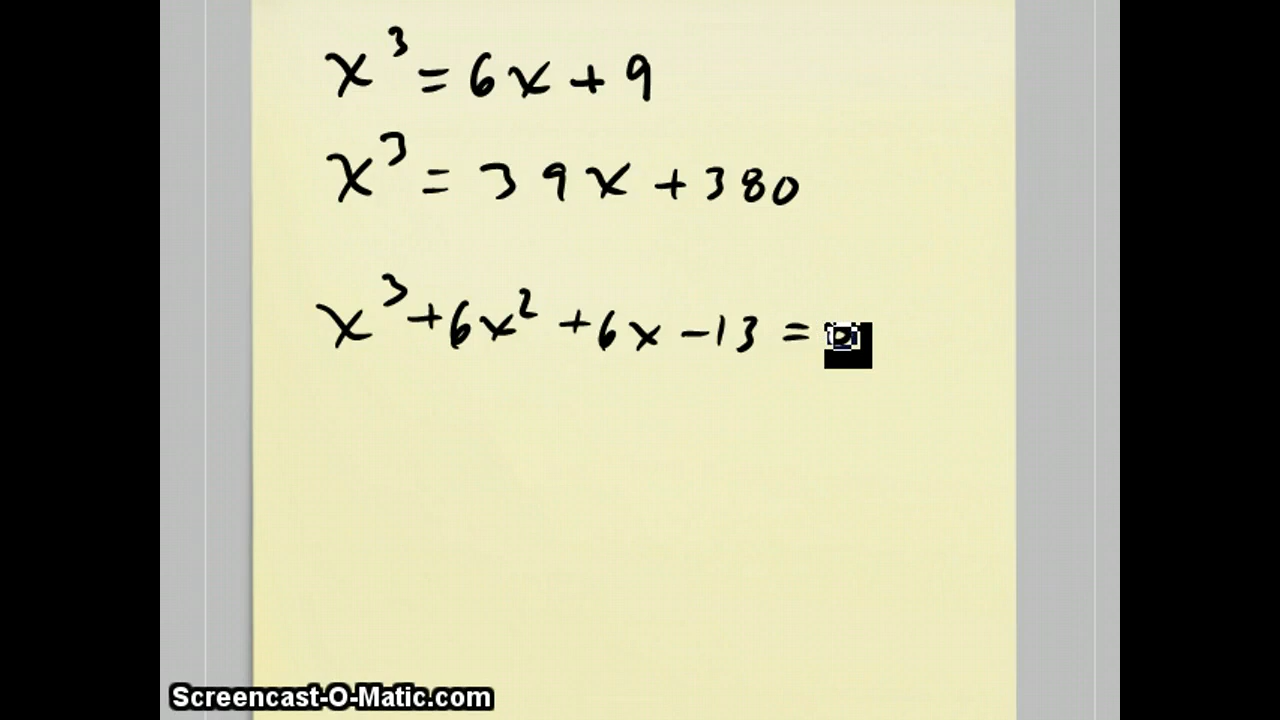 x³ = 6x + 9
x³ = 39x + 380
x³ + 6x² + 6x - 13 =
Screencast-O-Matic.com